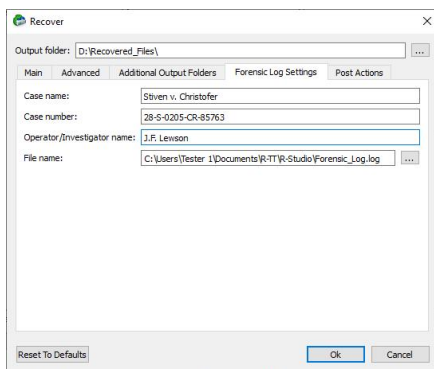 Recover
Output folder: D:\Recovered_Files\ ...
Main Advanced Additional Output Folders Forensic Log Settings Post Actions
Case name: Stiven v. Christofer
Case number: 28-S-0205-CR-85763
Operator/Investigator name: J.F. Lewson
File name: C:\Users\Tester 1\Documents\R-TT\R-Studio\Forensic_Log.log ...
Reset To Defaults Ok Cancel